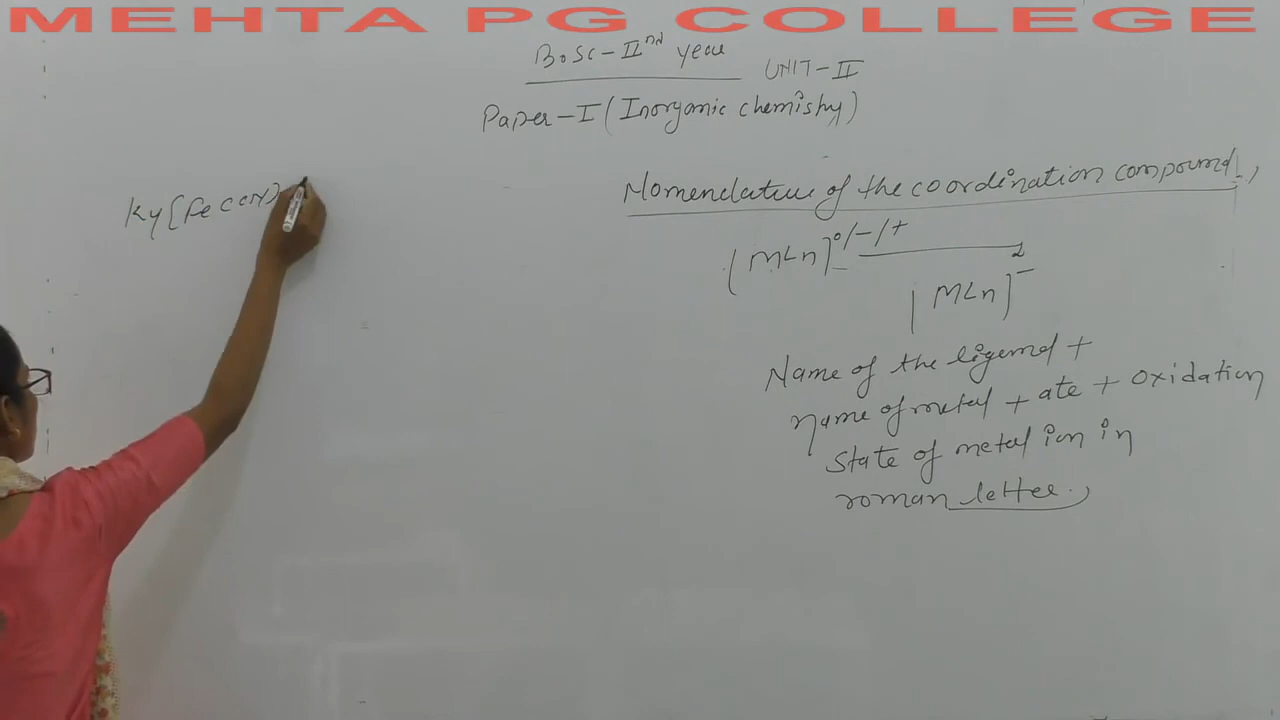 MEHTA PG COLLEGE
B.Sc-IInd year
UNIT-II
Paper-I (Inorganic chemistry)
K4[Fe(CN)
Nomenclature of the coordination compound:,
[MLn]0/-/+
[MLn]-
Name of the ligand +
name of metal + ate + oxidation
State of metal ion in
roman letter.,